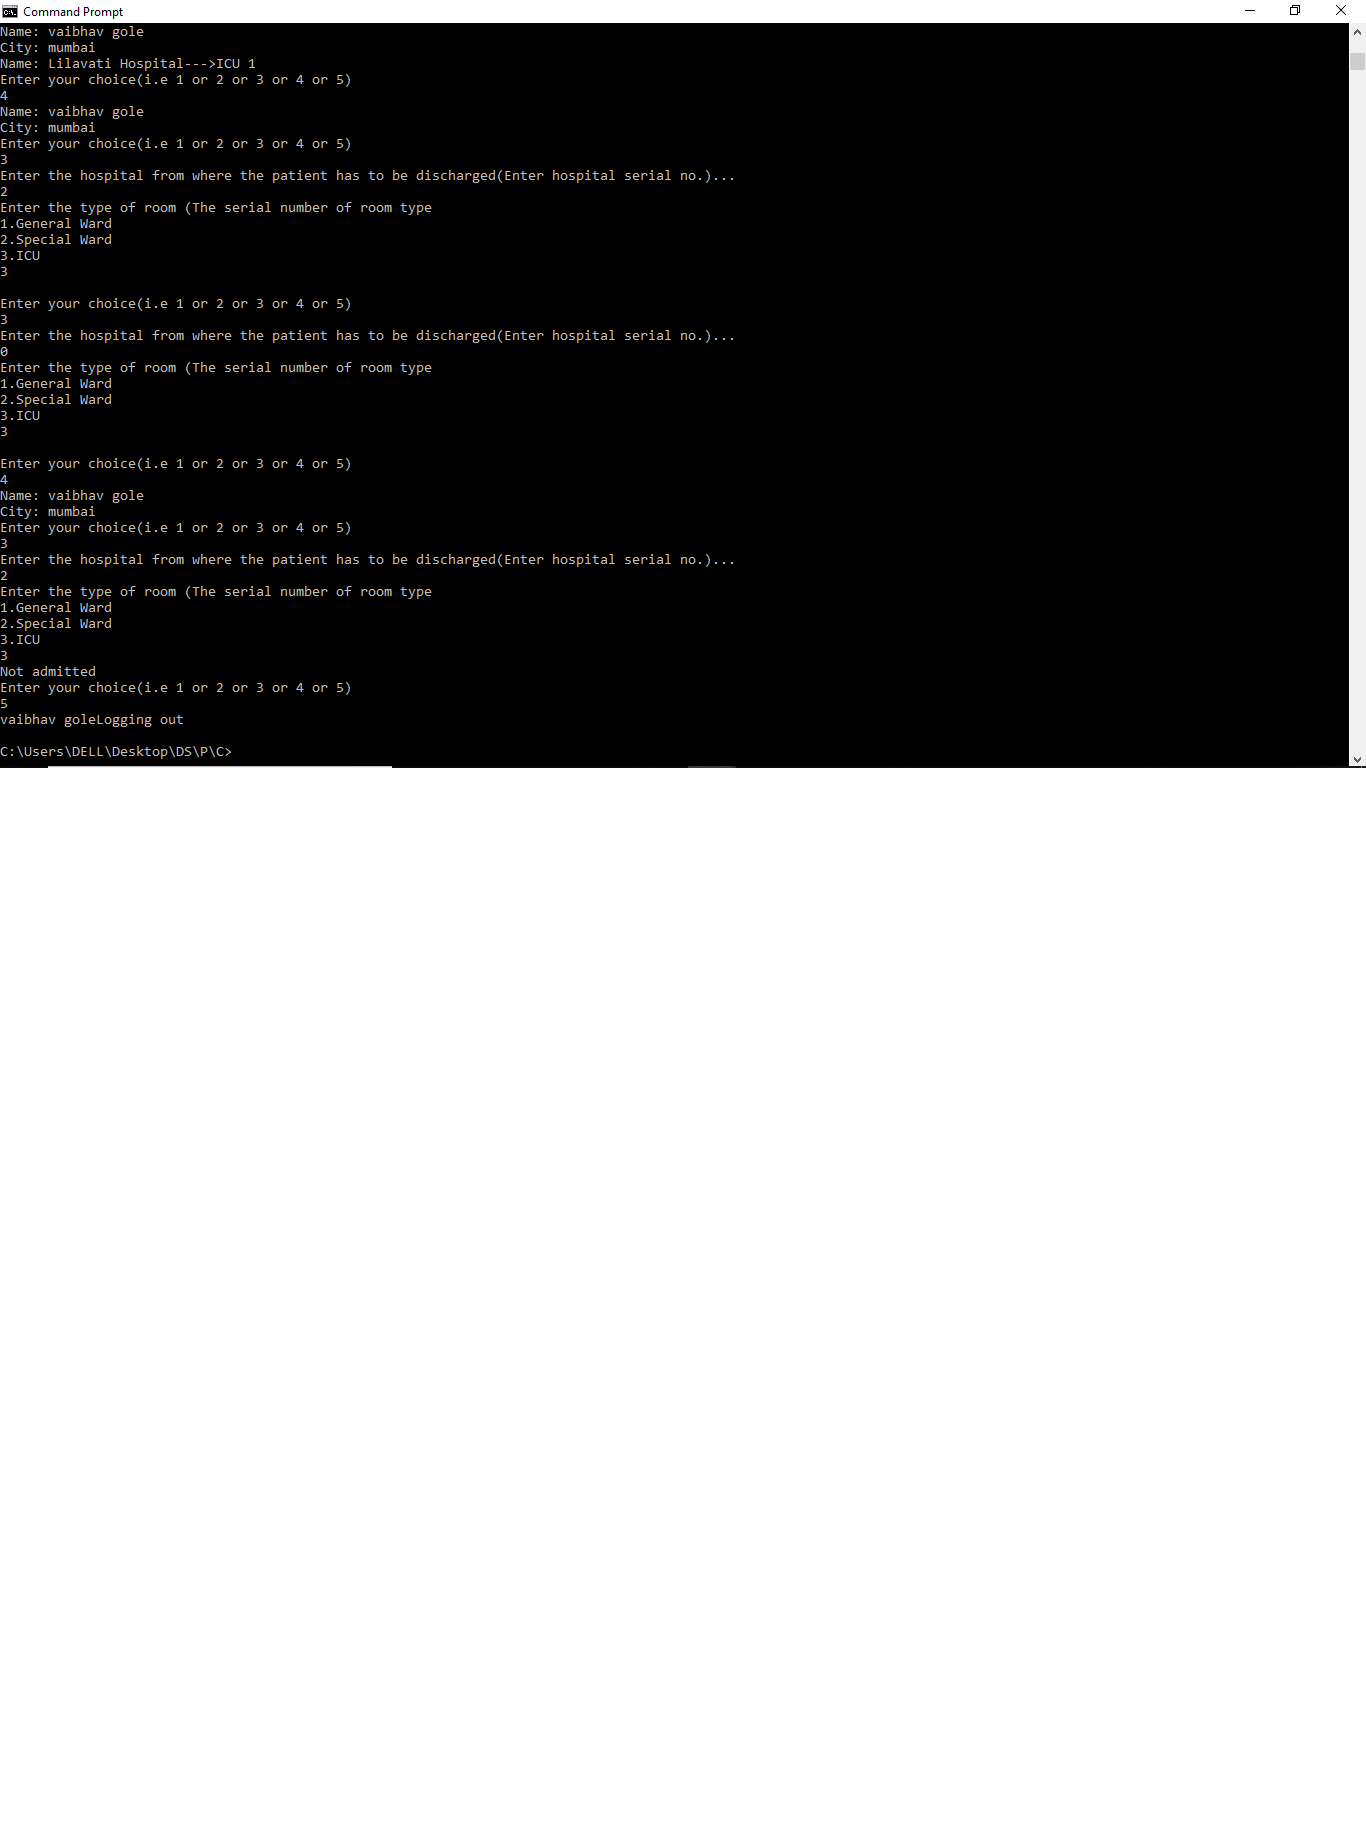 Command Prompt
Name: vaibhav gole
City: mumbai
Name: Lilavati Hospital--->ICU 1
Enter your choice(i.e 1 or 2 or 3 or 4 or 5)
4
Name: vaibhav gole
City: mumbai
Enter your choice(i.e 1 or 2 or 3 or 4 or 5)
3
Enter the hospital from where the patient has to be discharged(Enter hospital serial no.)...
2
Enter the type of room (The serial number of room type
1.General Ward
2.Special Ward
3.ICU
3

Enter your choice(i.e 1 or 2 or 3 or 4 or 5)
3
Enter the hospital from where the patient has to be discharged(Enter hospital serial no.)...
0
Enter the type of room (The serial number of room type
1.General Ward
2.Special Ward
3.ICU
3

Enter your choice(i.e 1 or 2 or 3 or 4 or 5)
4
Name: vaibhav gole
City: mumbai
Enter your choice(i.e 1 or 2 or 3 or 4 or 5)
3
Enter the hospital from where the patient has to be discharged(Enter hospital serial no.)...
2
Enter the type of room (The serial number of room type
1.General Ward
2.Special Ward
3.ICU
3
Not admitted
Enter your choice(i.e 1 or 2 or 3 or 4 or 5)
5
vaibhav goleLogging out

C:\Users\DELL\Desktop\DS\P\C>